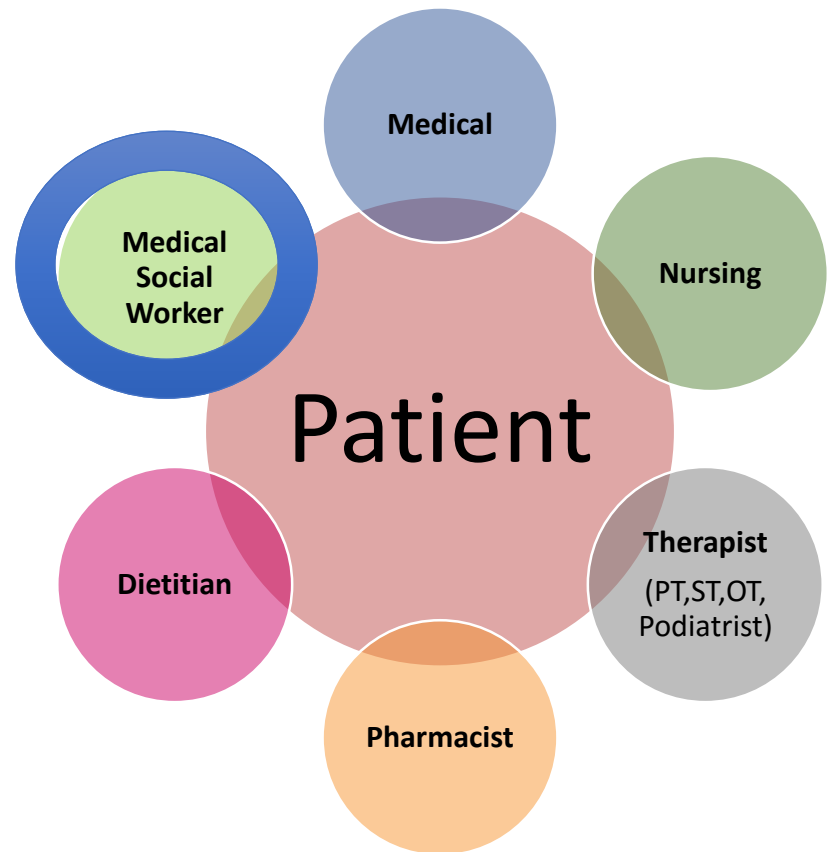 Medical
Medical
Social
Worker
Nursing
Patient
Therapist
(PT,ST,OT,
Podiatrist)
Dietitian
Pharmacist